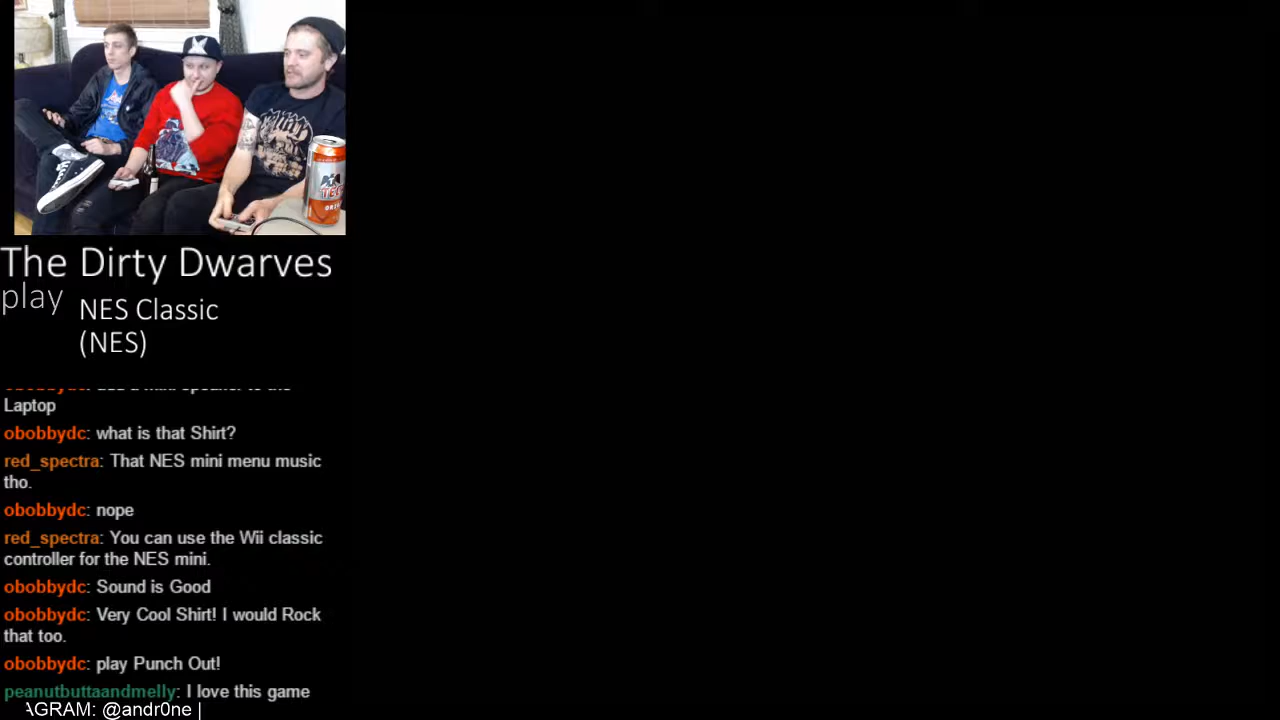 The Dirty Dwarves
play
NES Classic
(NES)
Laptop
obobbydc: what is that Shirt?
red_spectra: That NES mini menu music
tho.
obobbydc: nope
red_spectra: You can use the Wii classic
controller for the NES mini.
obobbydc: Sound is Good
obobbydc: Very Cool Shirt! I would Rock
that too.
obobbydc: play Punch Out!
peanutbuttaandmelly: I love this game
AGRAM: @andr0ne |